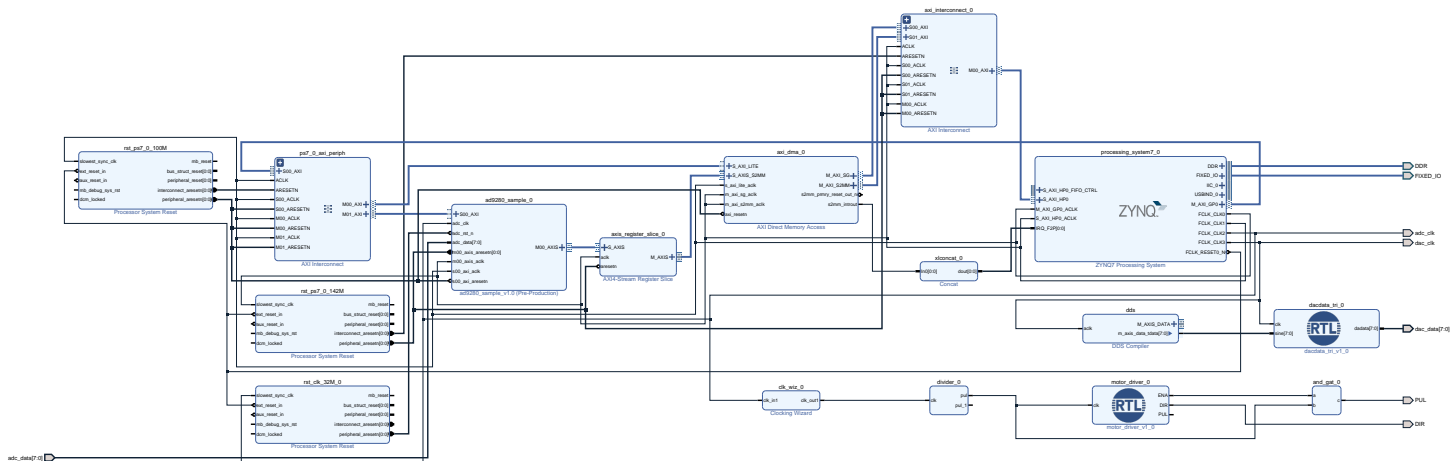 axi_interconnect_0
S00_AXI
S01_AXI
ACLK
ARESETN
S00_ACLK
S00_ARESETN
S01_ACLK
S01_ARESETN
M00_ACLK
M00_ARESETN
M00_AXI
AXI Interconnect
rst_ps7_0_100M
slowest_sync_clk
ext_reset_in
aux_reset_in
mb_debug_sys_rst
dcm_locked
mb_reset
bus_struct_reset[0:0]
peripheral_reset[0:0]
interconnect_aresetn[0:0]
peripheral_aresetn[0:0]
Processor System Reset
ps7_0_axi_periph
S00_AXI
ACLK
ARESETN
S00_ACLK
S00_ARESETN
M00_ACLK
M00_ARESETN
M01_ACLK
M01_ARESETN
M00_AXI
M01_AXI
AXI Interconnect
ad9280_sample_0
S00_AXI
adc_clk
adc_rst_n
adc_data[7:0]
m00_axis_aresetn[0:0]
m00_axis_aclk
s00_axi_aclk
s00_axi_aresetn
M00_AXIS
ad9280_sample_v1.0 (Pre-Production)
axis_register_slice_0
S_AXIS
aclk
aresetn
M_AXIS
AXI4-Stream Register Slice
axi_dma_0
S_AXI_LITE
S_AXIS_S2MM
s_axi_lite_aclk
m_axi_sg_aclk
m_axi_s2mm_aclk
axi_resetn
M_AXI_SG
M_AXI_S2MM
s2mm_prmry_reset_out_n
s2mm_introut
AXI Direct Memory Access
xlconcat_0
In0[0:0]
dout[0:0]
Concat
processing_system7_0
S_AXI_HP0_FIFO_CTRL
S_AXI_HP0
M_AXI_GP0_ACLK
S_AXI_HP0_ACLK
IRQ_F2P[0:0]
ZYNQ
DDR
FIXED_IO
IIC_0
USBIND_0
M_AXI_GP0
FCLK_CLK0
FCLK_CLK1
FCLK_CLK2
FCLK_CLK3
FCLK_RESET0_N
ZYNQ7 Processing System
DDR
FIXED_IO
adc_clk
dac_clk
rst_ps7_0_142M
slowest_sync_clk
ext_reset_in
aux_reset_in
mb_debug_sys_rst
dcm_locked
mb_reset
bus_struct_reset[0:0]
peripheral_reset[0:0]
interconnect_aresetn[0:0]
peripheral_aresetn[0:0]
Processor System Reset
dds
aclk
M_AXIS_DATA
m_axis_data_tdata[7:0]
DDS Compiler
dacdata_tri_0
clk
sine[7:0]
RTL
dadata[7:0]
dacdata_tri_v1_0
dac_data[7:0]
rst_clk_32M_0
slowest_sync_clk
ext_reset_in
aux_reset_in
mb_debug_sys_rst
dcm_locked
mb_reset
bus_struct_reset[0:0]
peripheral_reset[0:0]
interconnect_aresetn[0:0]
peripheral_aresetn[0:0]
Processor System Reset
clk_wiz_0
clk_in1
clk_out1
Clocking Wizard
divider_0
clk
pul
pul_1
motor_driver_0
clk
RTL
ENA
DIR
PUL
motor_driver_v1_0
and_gat_0
a
b
c
PUL
DIR
adc_data[7:0]